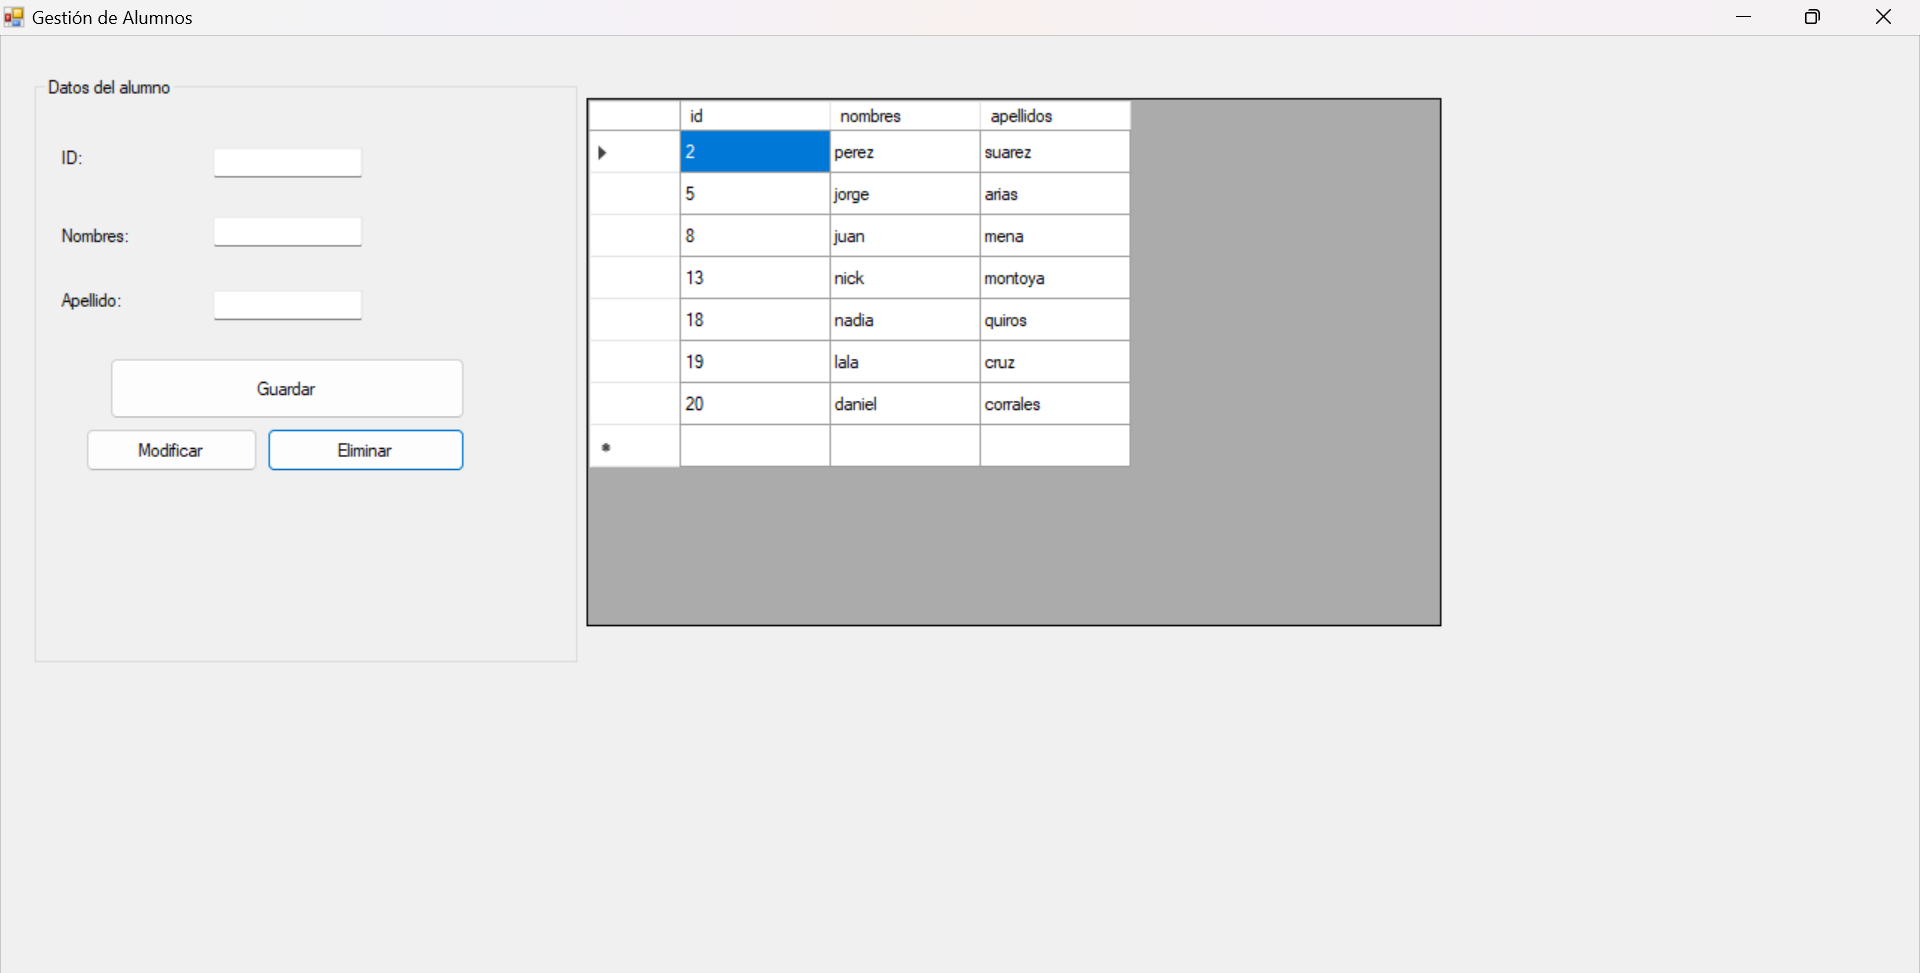 Gestión de Alumnos
Datos del alumno
ID:
Nombres:
Apellido:
Guardar
Modificar Eliminar
id nombres apellidos
2 perez suarez
5 jorge arias
8 juan mena
13 nick montoya
18 nadia quiros
19 lala cruz
20 daniel corrales